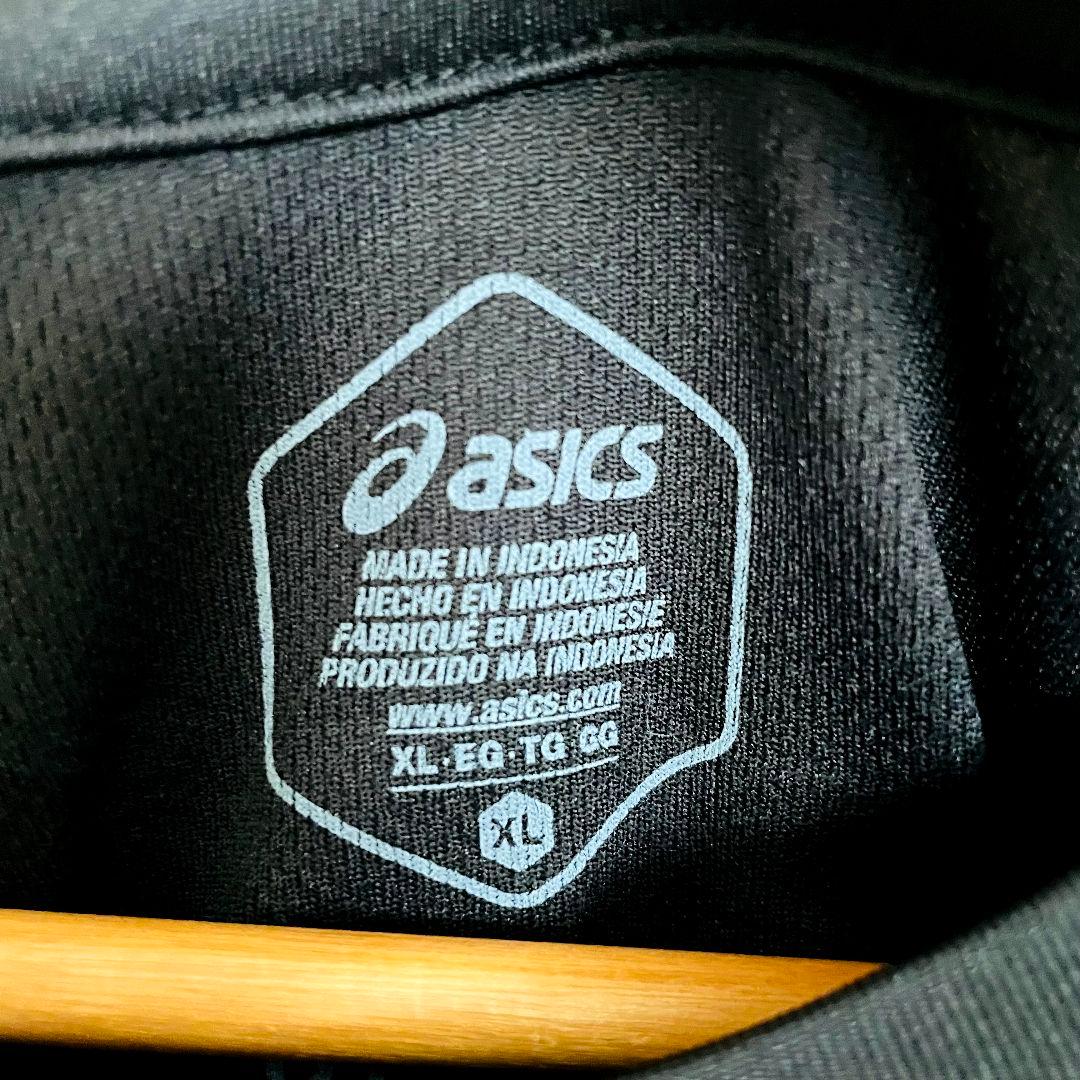 asics
MADE IN INDONESIA
HECHO EN INDONESIA
FABRIQUÉ EN INDONESIE
PRODUZIDO NA INDONESIA
www.asics.com
XL·EG·TG·GG
XL